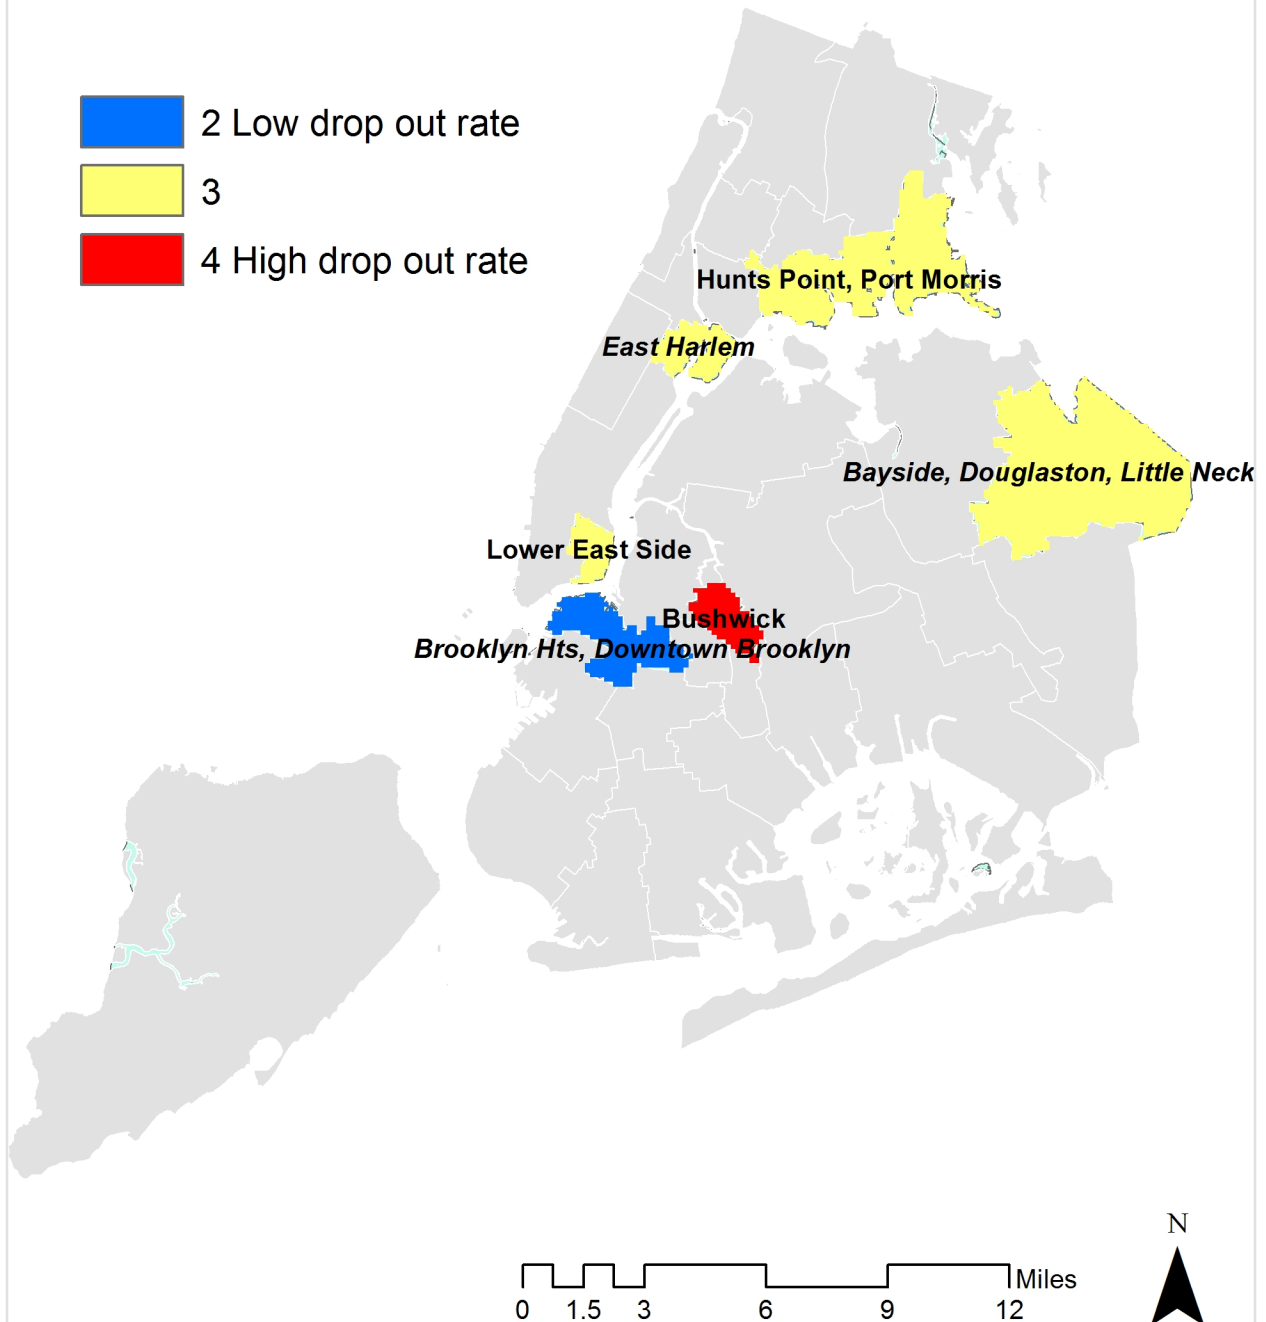 2 Low drop out rate
3
4 High drop out rate
Hunts Point, Port Morris
East Harlem
Bayside, Douglaston, Little Neck
Lower East Side
Bushwick
Brooklyn Hts, Downtown Brooklyn
N
Miles
0 1.5 3 6 9 12